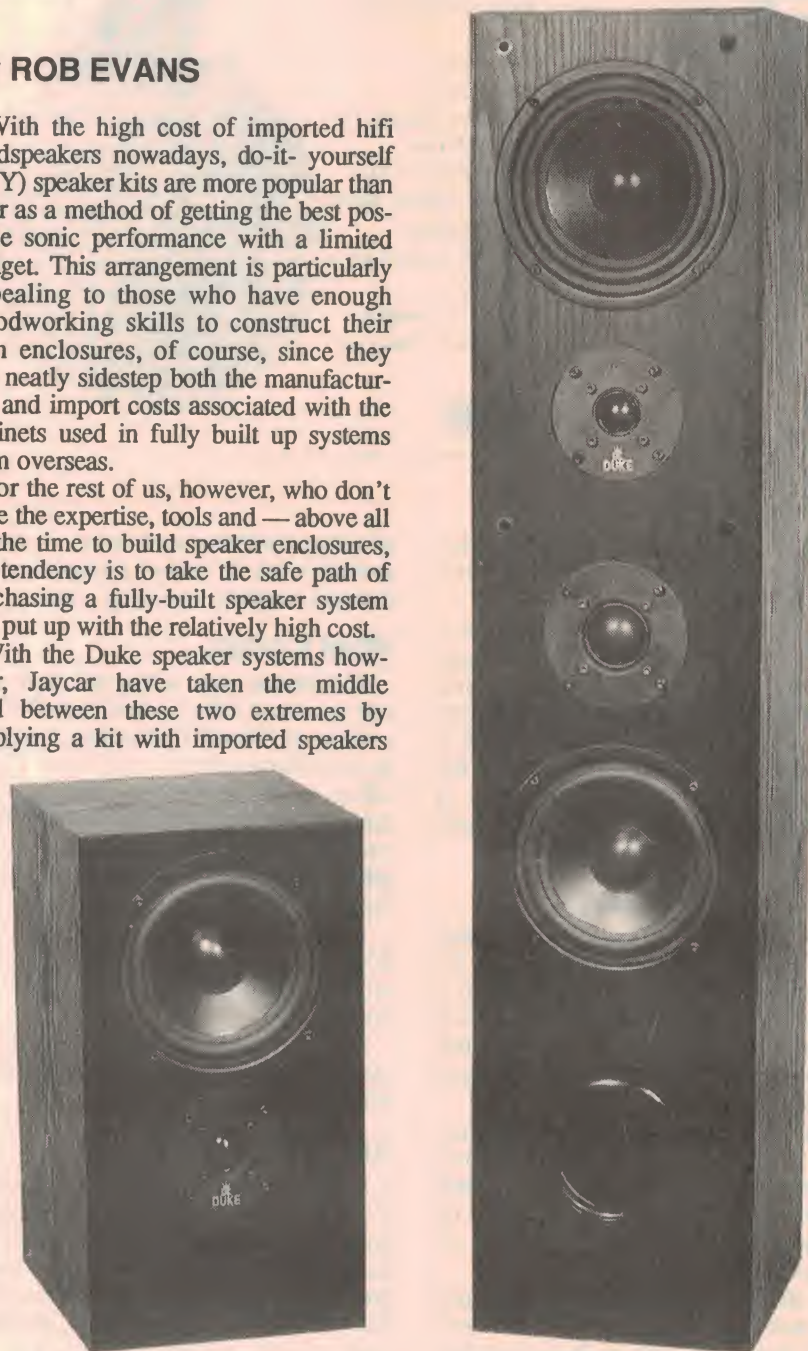 ROB EVANS
With the high cost of imported hifi
dspeakers nowadays, do-it- yourself
Y) speaker kits are more popular than
r as a method of getting the best pos-
e sonic performance with a limited
get. This arrangement is particularly
ealing to those who have enough
odworking skills to construct their
n enclosures, of course, since they
neatly sidestep both the manufactur-
and import costs associated with the
inets used in fully built up systems
m overseas.
or the rest of us, however, who don't
e the expertise, tools and — above all
the time to build speaker enclosures,
tendency is to take the safe path of
chasing a fully-built speaker system
put up with the relatively high cost.
With the Duke speaker systems how-
r, Jaycar have taken the middle
l between these two extremes by
plying a kit with imported speakers
DUKE
DUKE